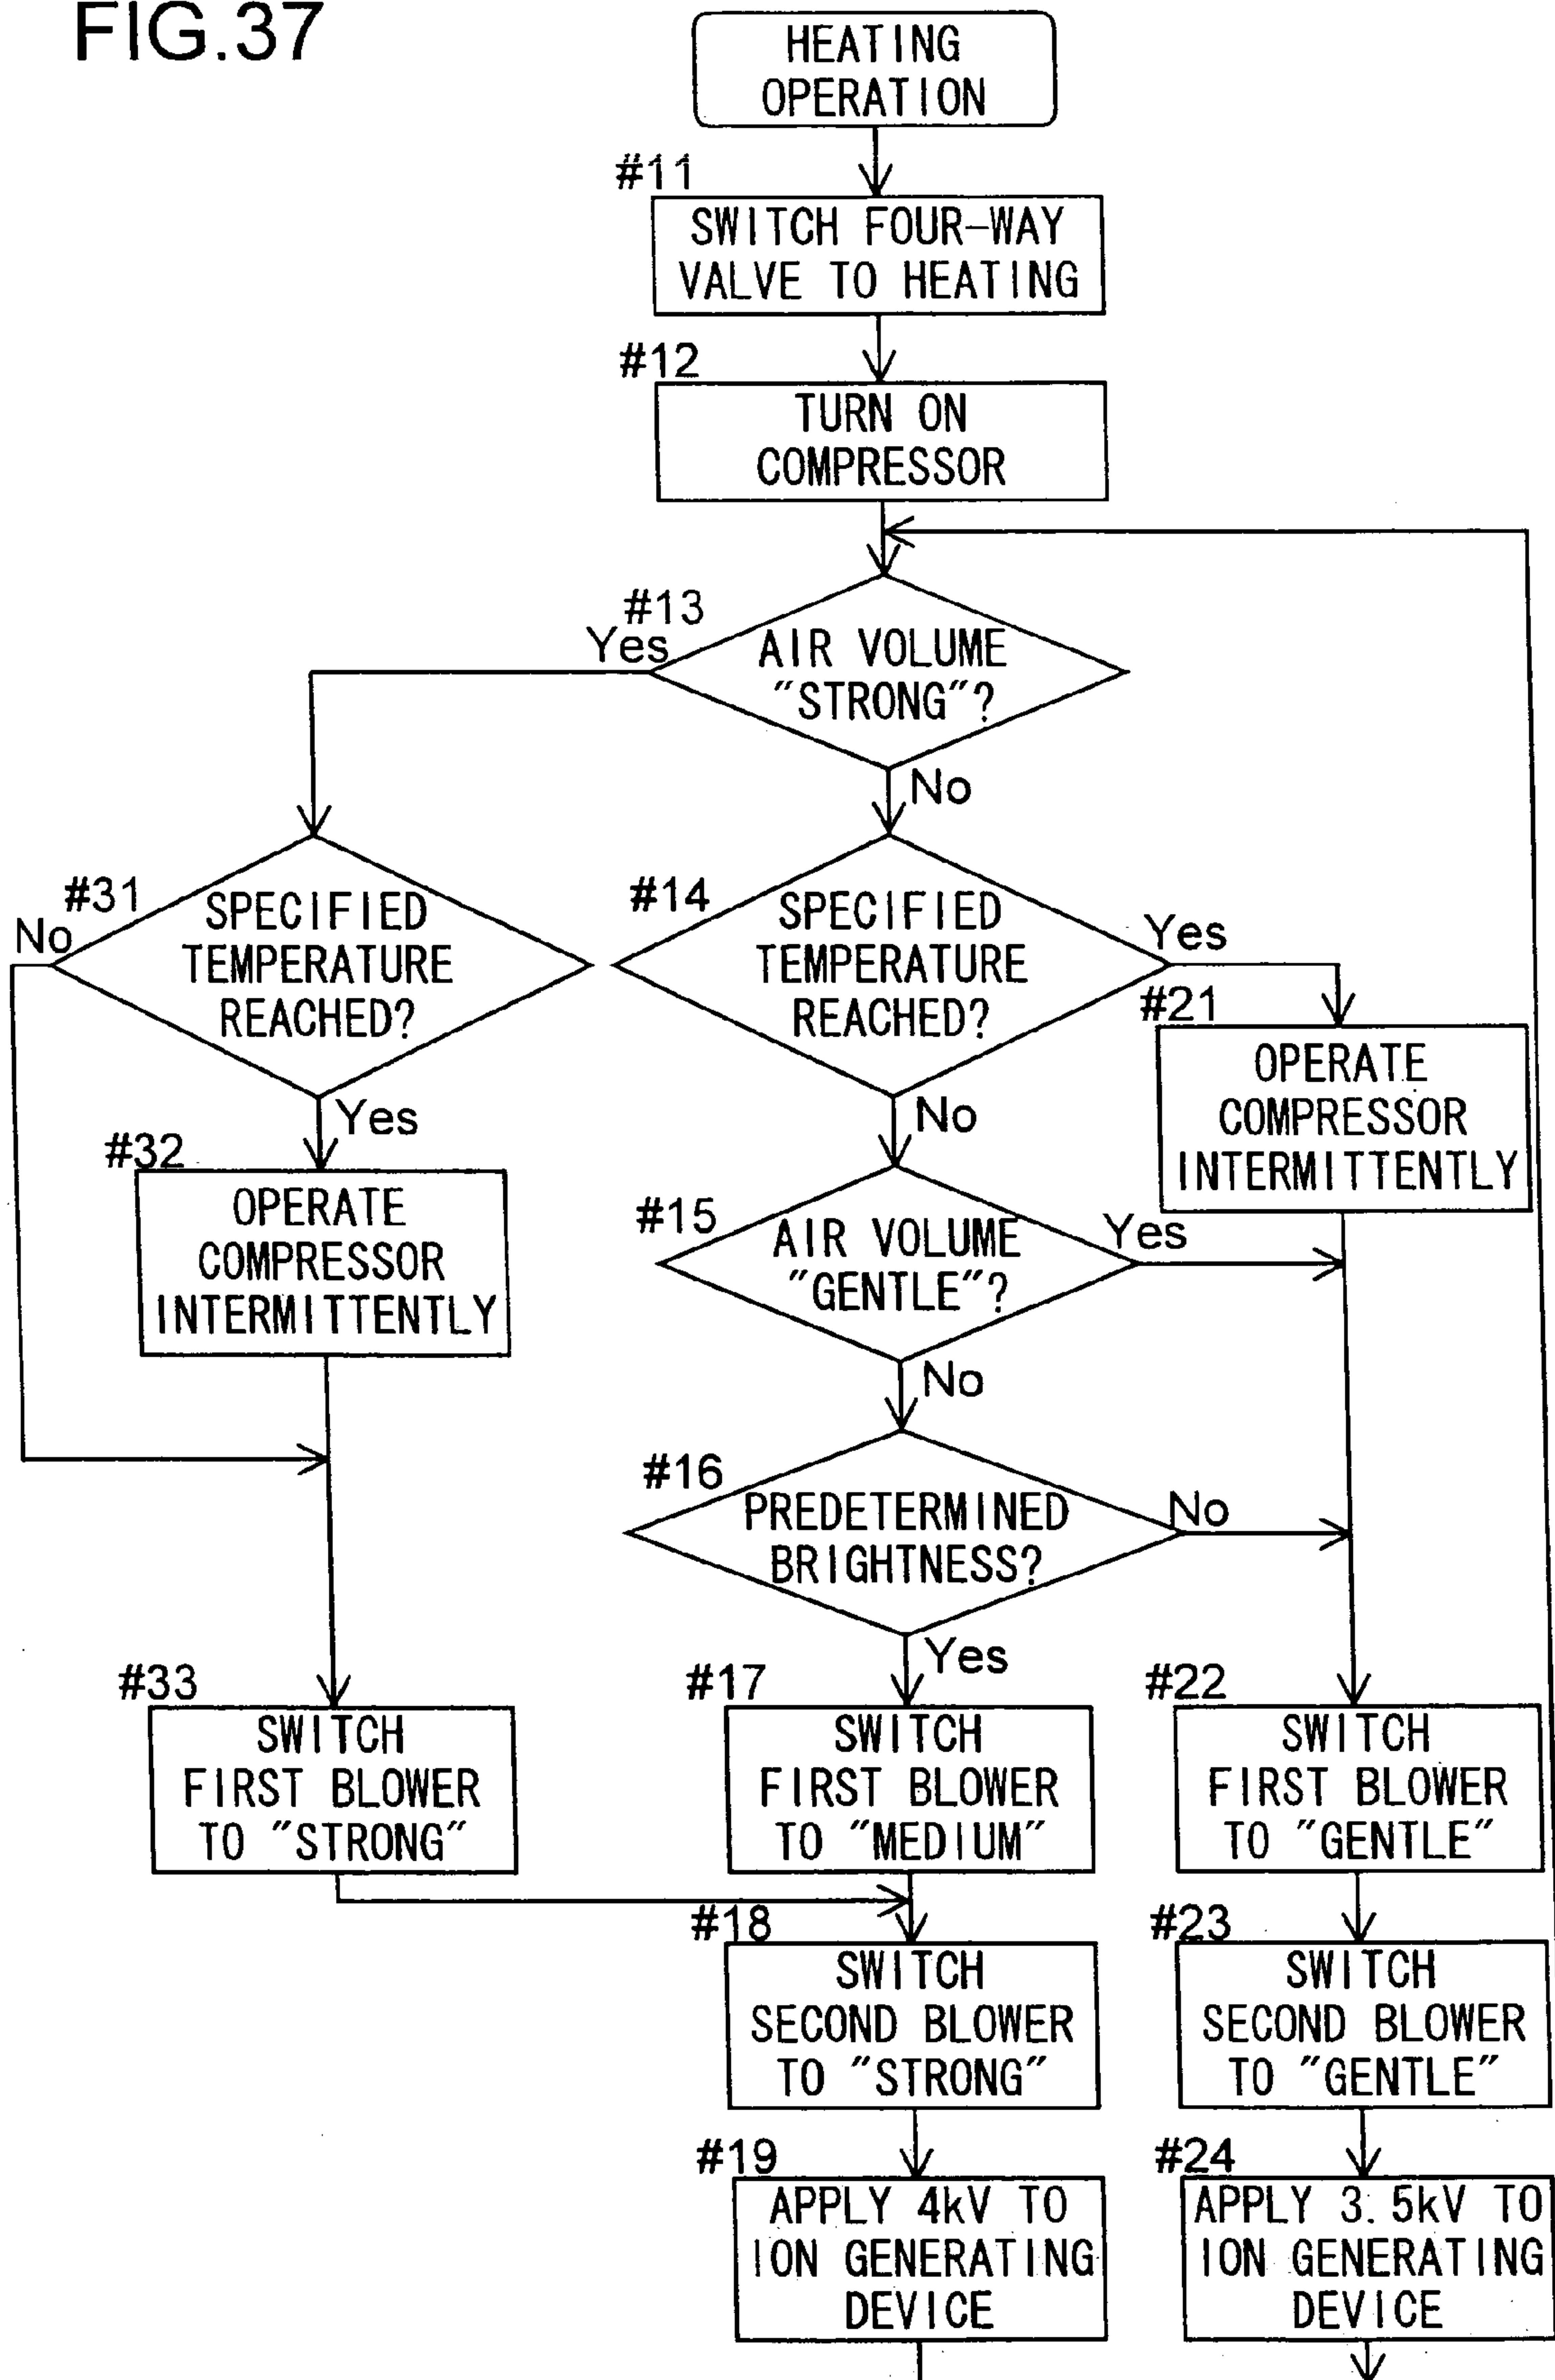 FIG.37
HEATING
OPERATION
#11
SWITCH FOUR-WAY
VALVE TO HEATING
#12
TURN ON
COMPRESSOR
#13
Yes
AIR VOLUME
"STRONG"?
No
#31
No
SPECIFIED
TEMPERATURE
REACHED?
Yes
#14
SPECIFIED
TEMPERATURE
REACHED?
Yes
No
#21
OPERATE
COMPRESSOR
INTERMITTENTLY
#32
OPERATE
COMPRESSOR
INTERMITTENTLY
#15
AIR VOLUME
"GENTLE"?
Yes
No
#16
PREDETERMINED
BRIGHTNESS?
No
Yes
#33
SWITCH
FIRST BLOWER
TO "STRONG"
#17
SWITCH
FIRST BLOWER
TO "MEDIUM"
#22
SWITCH
FIRST BLOWER
TO "GENTLE"
#18
SWITCH
SECOND BLOWER
TO "STRONG"
#23
SWITCH
SECOND BLOWER
TO "GENTLE"
#19
APPLY 4kV TO
ION GENERATING
DEVICE
#24
APPLY 3.5kV TO
ION GENERATING
DEVICE